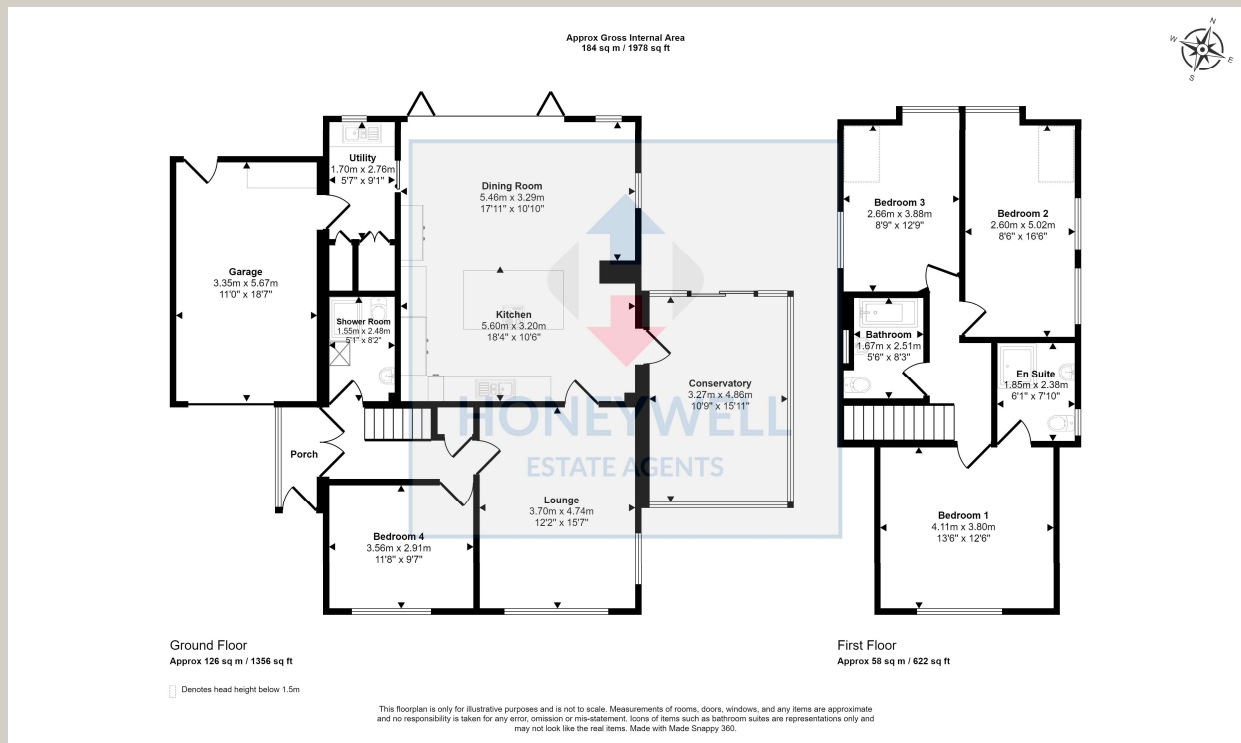 Approx Gross Internal Area
184 sq m / 1978 sq ft
N
W
E
S
Utility
1.70m x 2.76m
5'7" x 9'1"
Dining Room
5.46m x 3.29m
17'11" x 10'10"
Garage
3.35m x 5.67m
11'0" x 18'7"
Shower Room
1.55m x 2.48m
5'1" x 8'2"
Kitchen
5.60m x 3.20m
18'4" x 10'6"
Conservatory
3.27m x 4.86m
10'9" x 15'11"
Porch
Lounge
3.70m x 4.74m
12'2" x 15'7"
Bedroom 4
3.56m x 2.91m
11'8" x 9'7"
HONEYWELL
ESTATE AGENTS
Bedroom 3
2.66m x 3.88m
8'9" x 12'9"
Bedroom 2
2.60m x 5.02m
8'6" x 16'6"
Bathroom
1.67m x 2.51m
5'6" x 8'3"
En Suite
1.85m x 2.38m
6'1" x 7'10"
Bedroom 1
4.11m x 3.80m
13'6" x 12'6"
Ground Floor
Approx 126 sq m / 1356 sq ft
First Floor
Approx 58 sq m / 622 sq ft
Denotes head height below 1.5m
This floorplan is only for illustrative purposes and is not to scale. Measurements of rooms, doors, windows, and any items are approximate
and no responsibility is taken for any error, omission or mis-statement. Icons of items such as bathroom suites are representations only and
may not look like the real items. Made with Made Snappy 360.